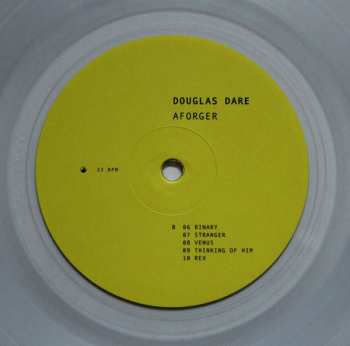 DOUGLAS DARE
AFORGER
33 RPM
B 06 BINARY
07 STRANGER
08 VENUS
09 THINKING OF HIM
10 REX